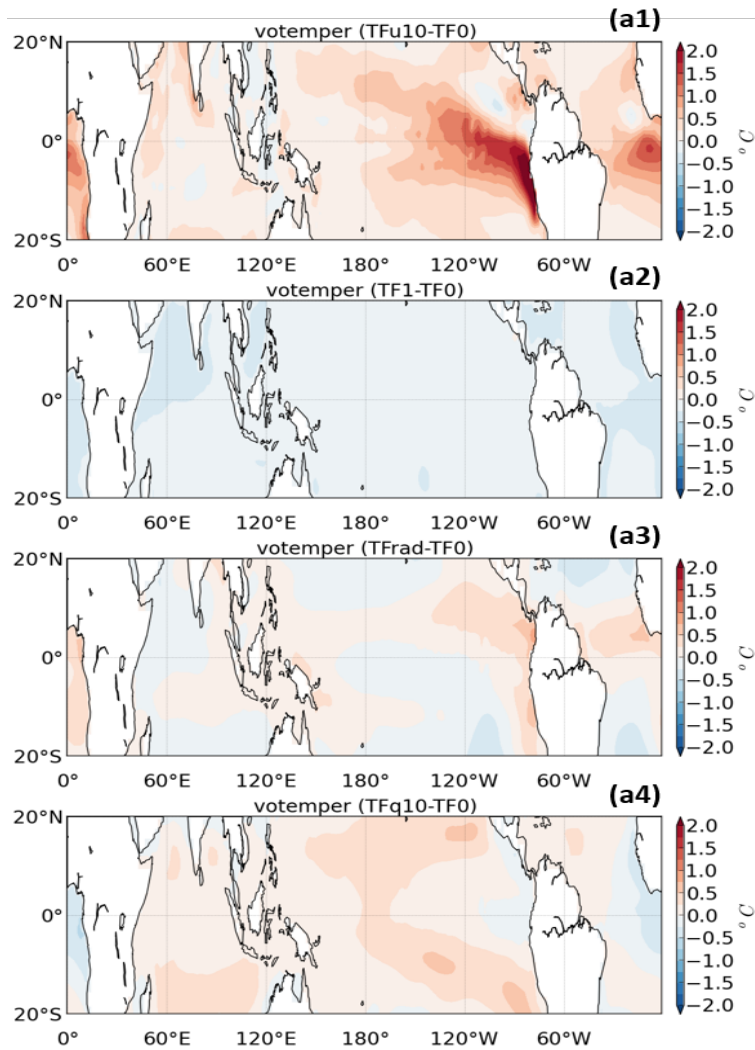 (a1)
votemper (TFu10-TF0)
20°N
0°
20°S
0°
60°E
120°E
180°
120°W
60°W
2.0
1.5
1.0
0.5
0.0
−0.5
−1.0
−1.5
−2.0
°C
(a2)
votemper (TF1-TF0)
20°N
0°
20°S
0°
60°E
120°E
180°
120°W
60°W
2.0
1.5
1.0
0.5
0.0
−0.5
−1.0
−1.5
−2.0
°C
(a3)
votemper (TFrad-TF0)
20°N
0°
20°S
0°
60°E
120°E
180°
120°W
60°W
2.0
1.5
1.0
0.5
0.0
−0.5
−1.0
−1.5
−2.0
°C
(a4)
votemper (TFq10-TF0)
20°N
0°
20°S
0°
60°E
120°E
180°
120°W
60°W
2.0
1.5
1.0
0.5
0.0
−0.5
−1.0
−1.5
−2.0
°C